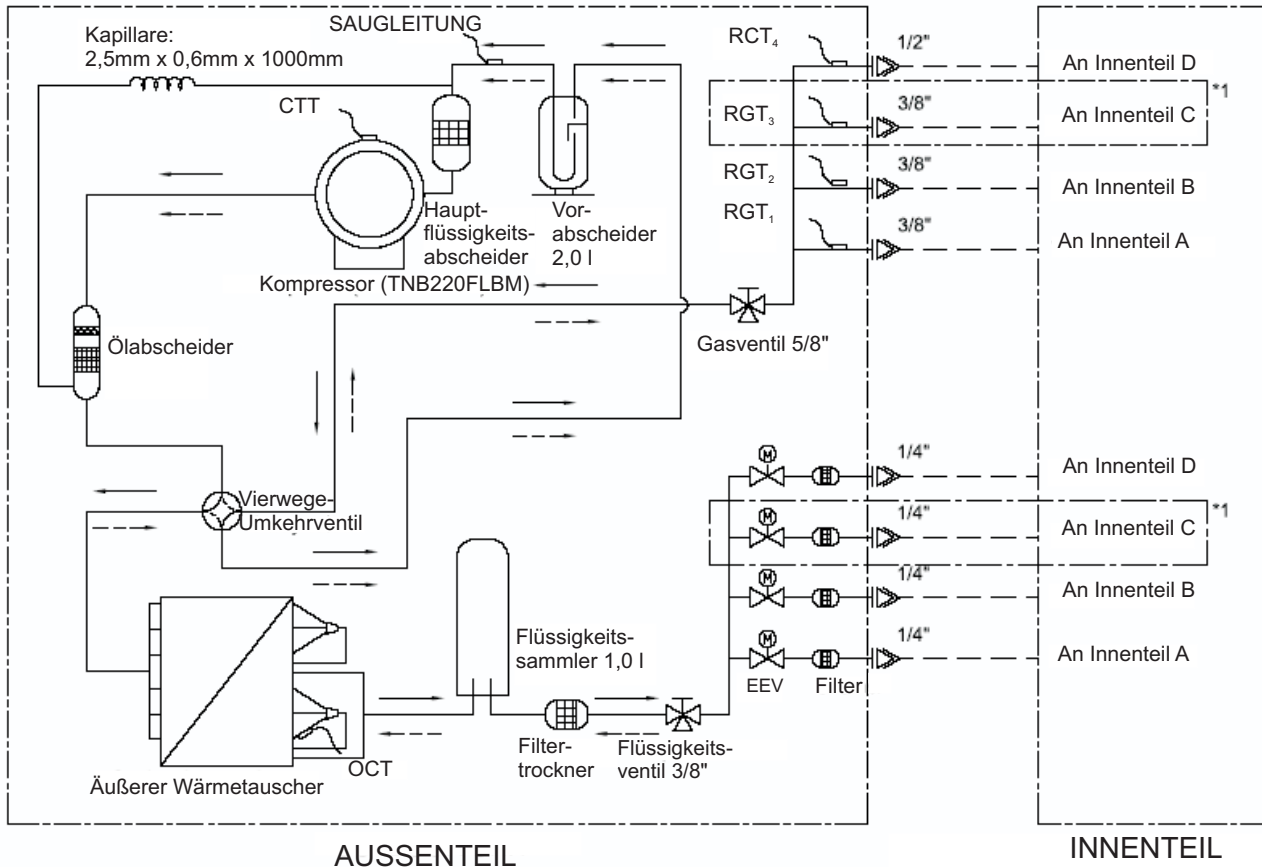 Kapillare:
2,5mm x 0,6mm x 1000mm
SAUGLEITUNG
CTT
Haupt-
flüssigkeits-
abscheider
Vor-
abscheider
2,0 l
Kompressor (TNB220FLBM)
RCT4
1/2"
An Innenteil D
*1
RGT3
3/8"
An Innenteil C
RGT2
3/8"
An Innenteil B
RGT1
3/8"
An Innenteil A
Gasventil 5/8"
Ölabscheider
Vierwege-
Umkehrventil
M
1/4"
An Innenteil D
*1
M
1/4"
An Innenteil C
M
1/4"
An Innenteil B
M
1/4"
An Innenteil A
EEV
Filter
Flüssigkeits-
sammler 1,0 l
Filter-
trockner
Flüssigkeits-
ventil 3/8"
OCT
Äußerer Wärmetauscher
AUSSENTEIL
INNENTEIL